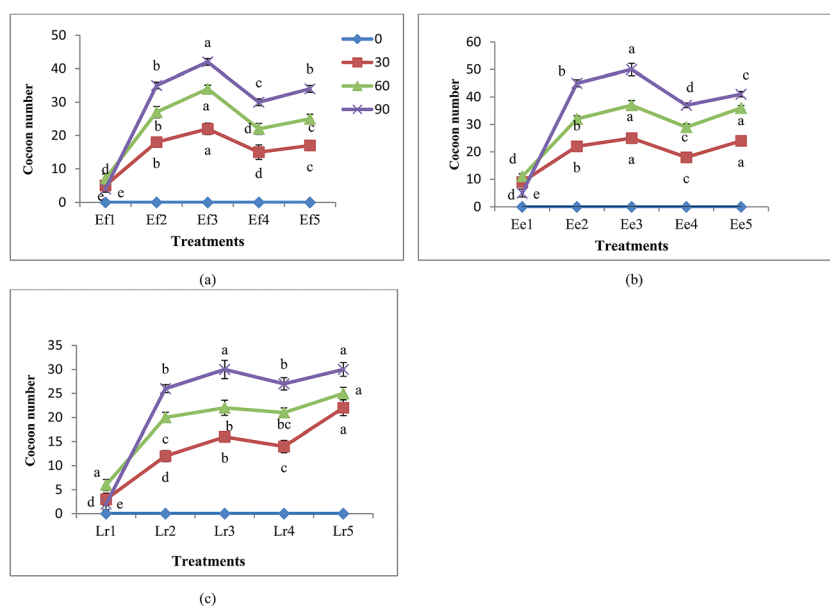 50
40
30
20
10
0
Cocoon number
a
b
c
b
a
b
d
c
d
b
a
d
c
e
e
Ef1 Ef2 Ef3 Ef4 Ef5
Treatments
0
30
60
90
(a)
60
50
40
30
20
10
0
Cocoon number
a
b
d
c
b
a
c
a
d
b
a
c
a
d
e
Ee1 Ee2 Ee3 Ee4 Ee5
Treatments
(b)
35
30
25
20
15
10
5
0
Cocoon number
a
b
b
a
a
c
b
bc
a
a
d
b
c
d
e
Lr1 Lr2 Lr3 Lr4 Lr5
Treatments
(c)